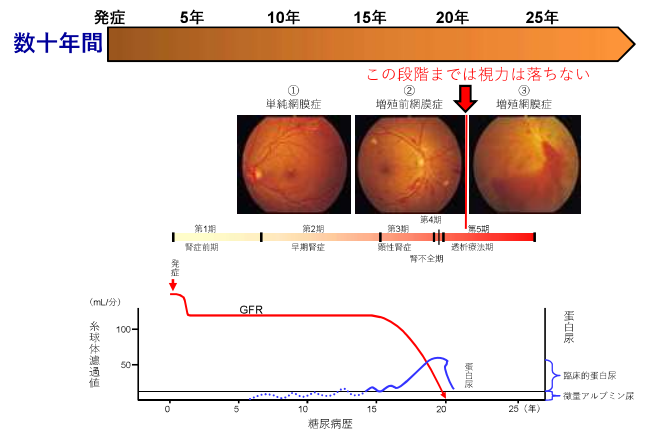 発症 5年 10年 15年 20年 25年
数十年間
この段階までは視力は落ちない
① ② ③
単純網膜症 増殖前網膜症 増殖網膜症
第4期
第1期 第2期 第3期 第5期
腎症前期 早期腎症 顕性腎症 透析療法期
腎不全期
発症
(mL/分)
GFR
糸球体濾過値
100
50
蛋白尿
蛋白尿
臨床的蛋白尿
微量アルブミン尿
0 5 10 15 20 25 (年)
糖尿病歴